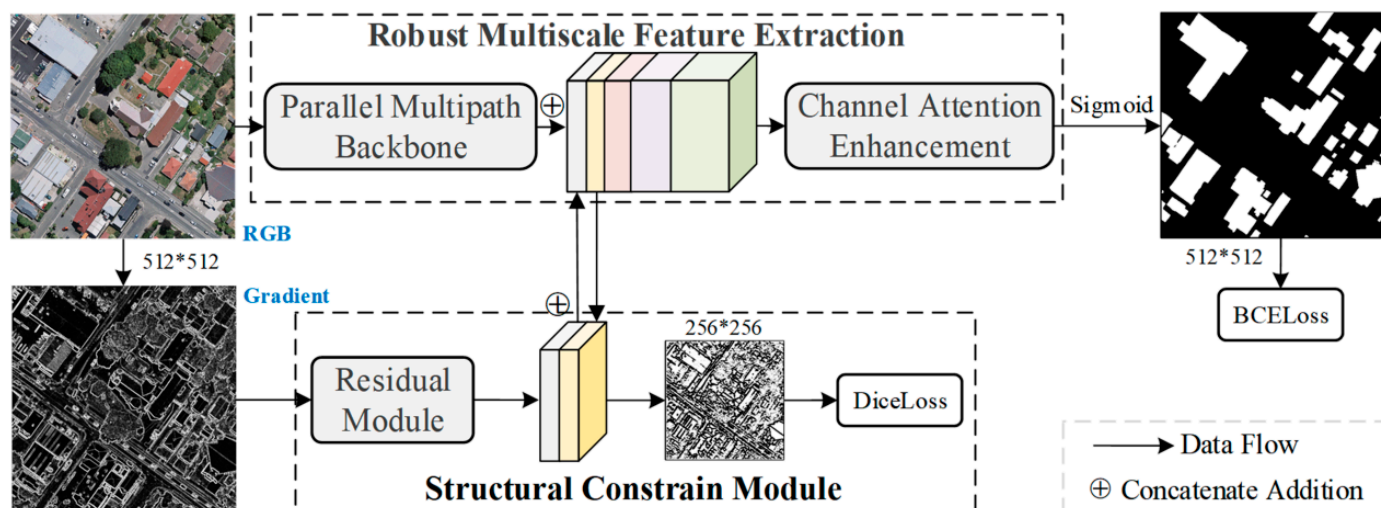 Robust Multiscale Feature Extraction
Parallel Multipath
Backbone
⊕
Channel Attention
Enhancement
Sigmoid
RGB
512*512
512*512
Gradient
⊕
BCELoss
256*256
Residual
Module
DiceLoss
Structural Constrain Module
Data Flow
⊕ Concatenate Addition